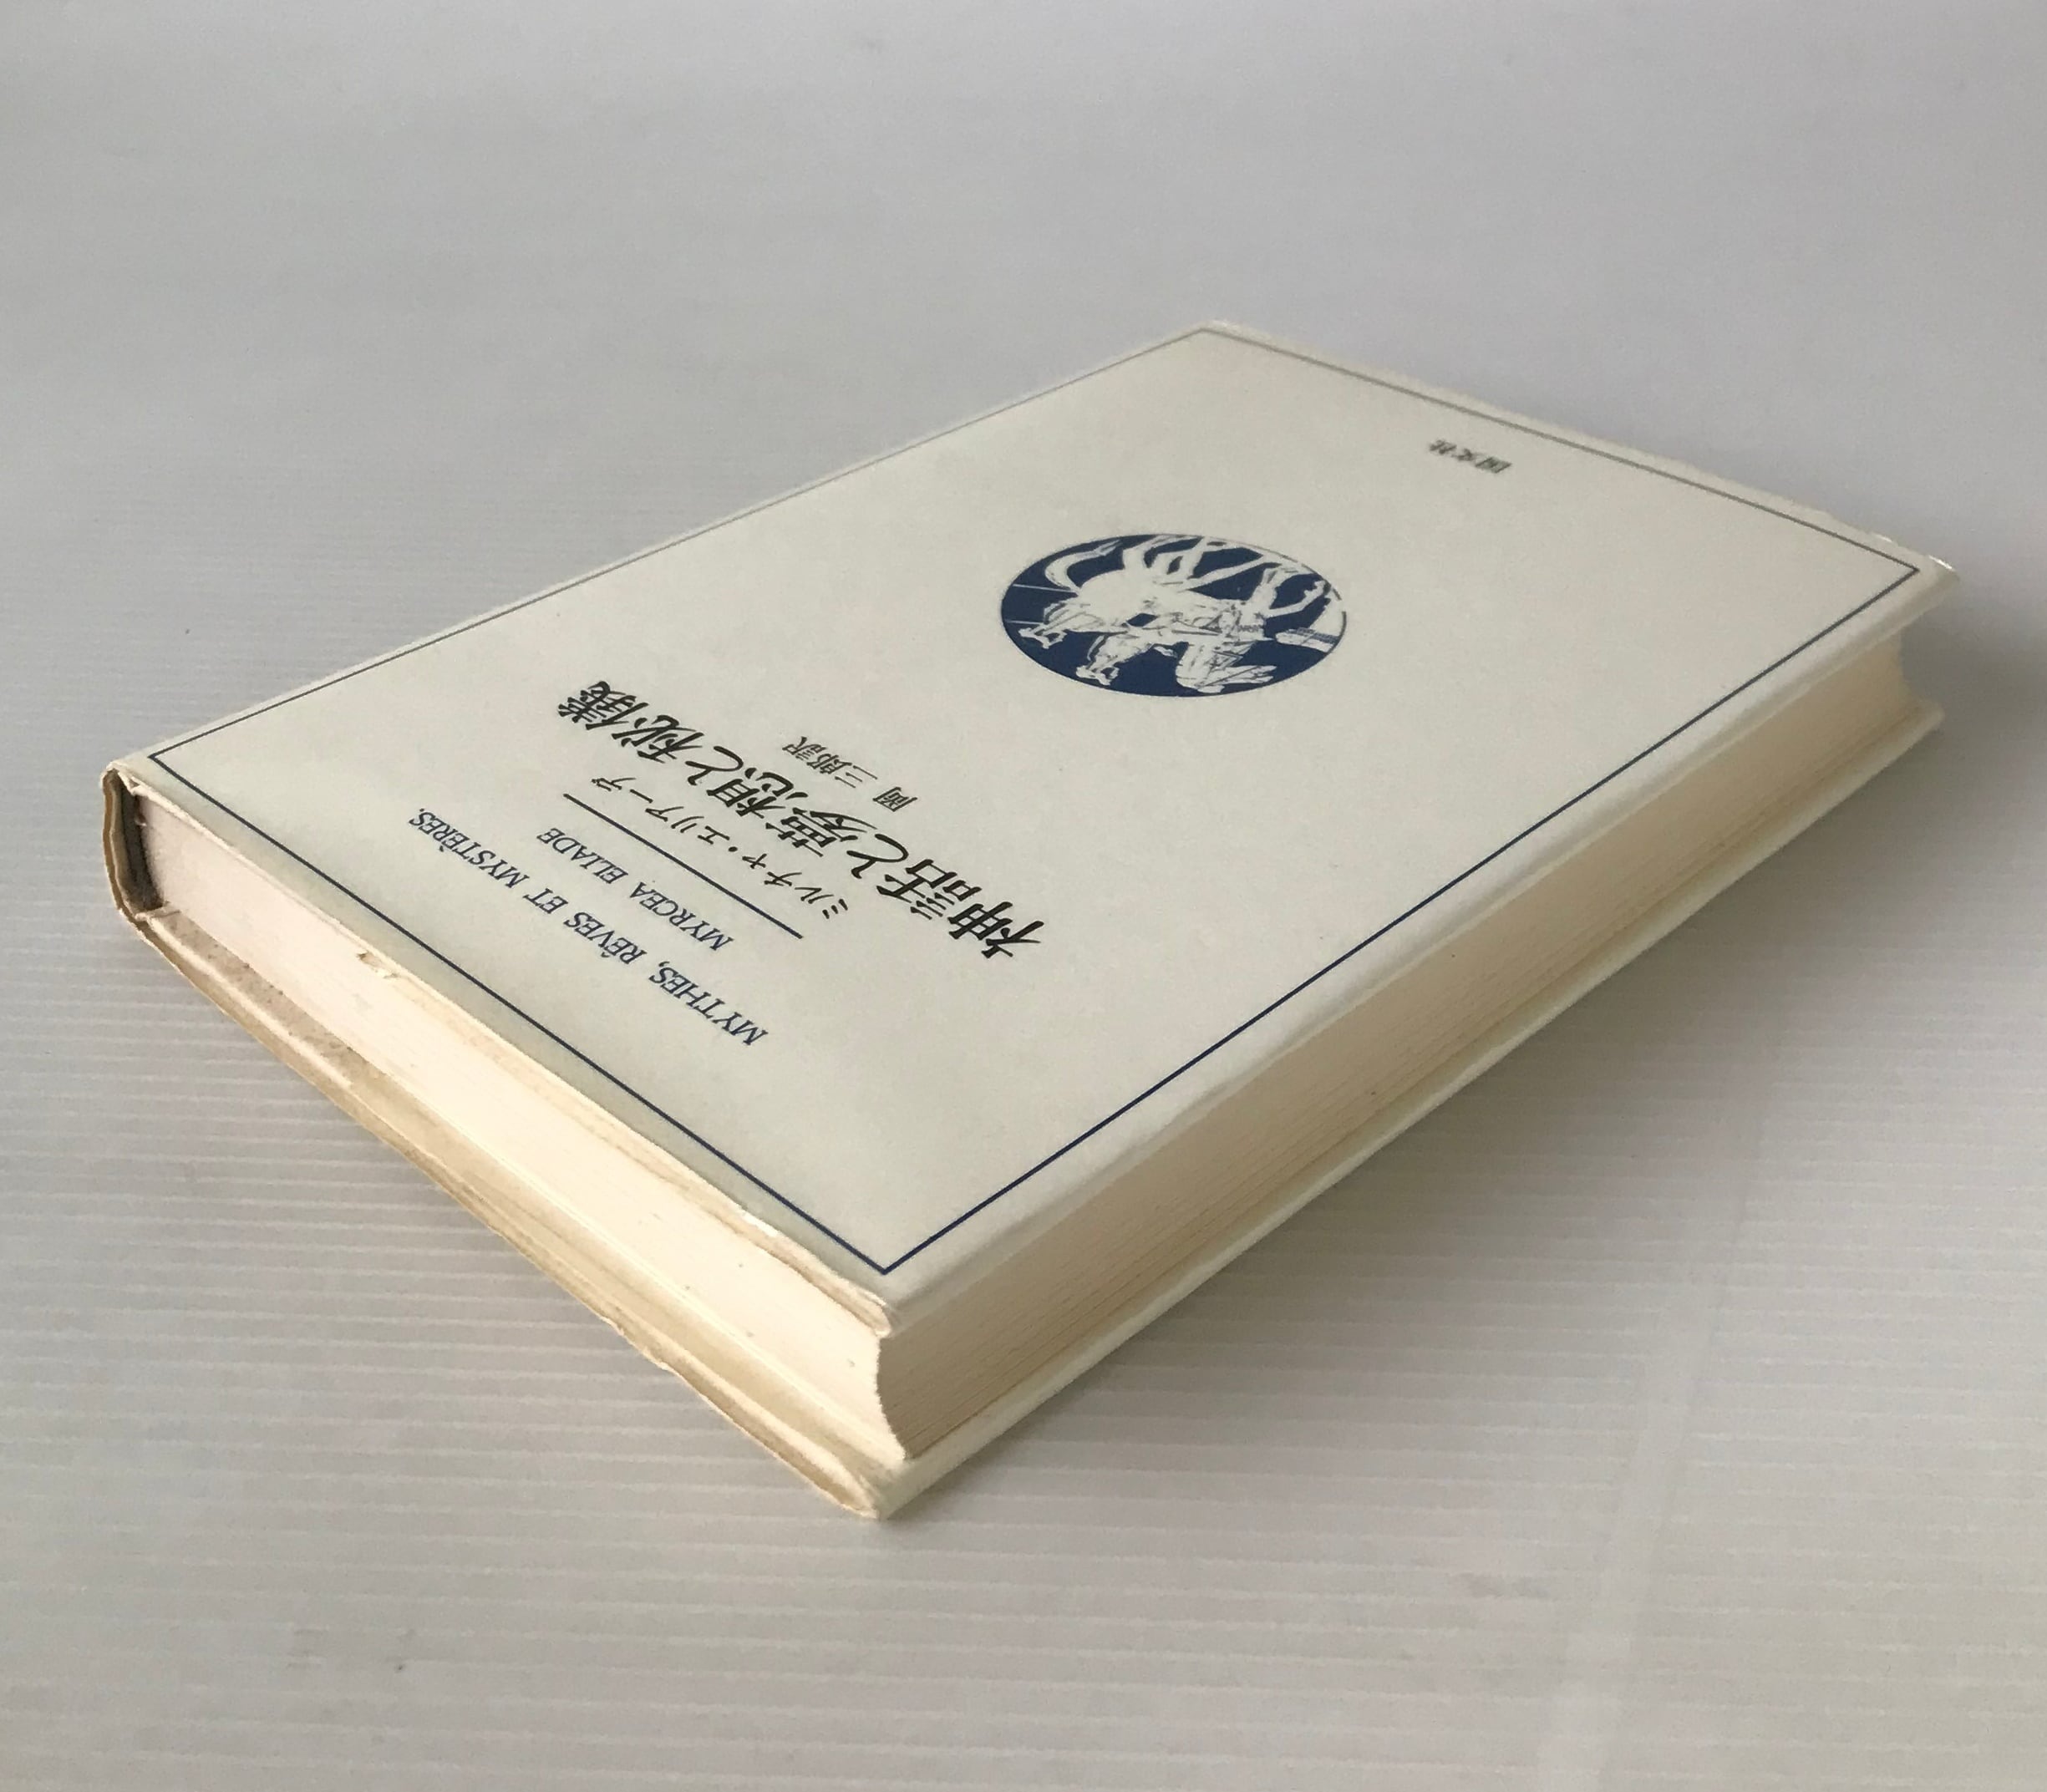 MYTHES, RÊVES ET MYSTÈRES.
MYRCEA ELIADE
ミルチャ・エリアーデ
神話と夢想と秘儀
岡 三郎訳
国文社